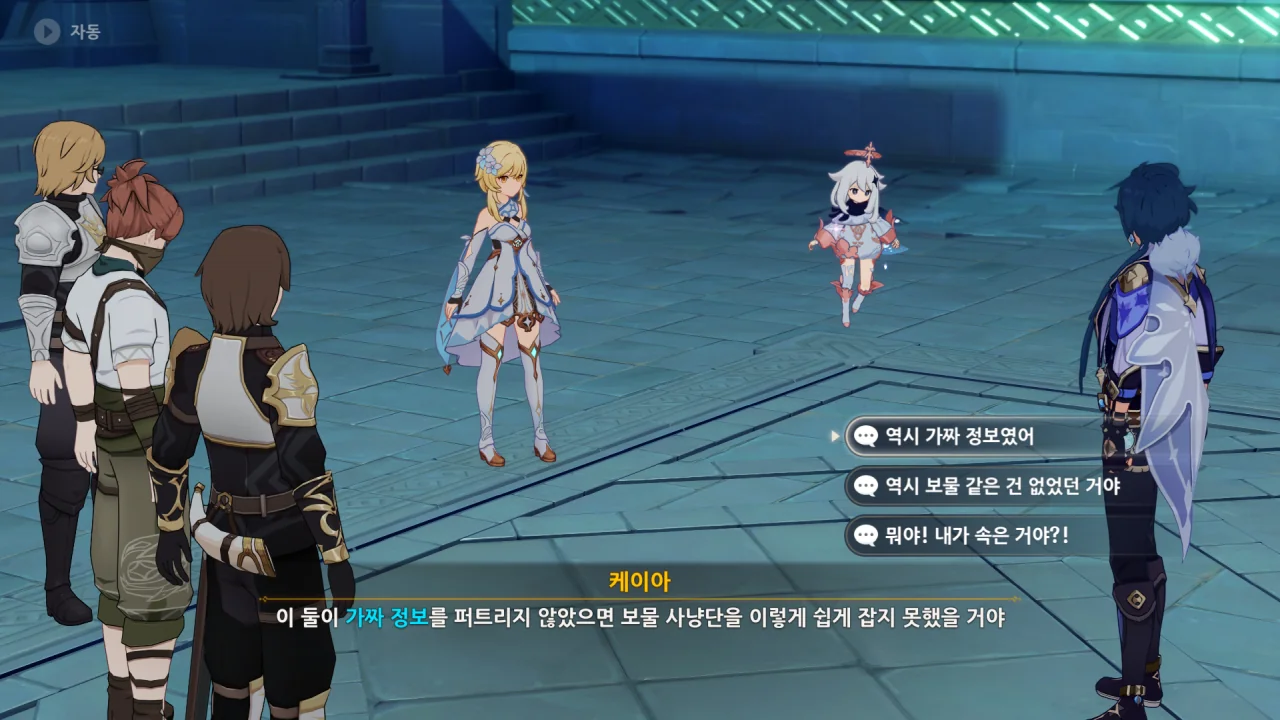 자동
역시 가짜 정보였어
역시 보물 같은 건 없었던 거야
뭐야! 내가 속은 거야?!
케이아
이 둘이 가짜 정보를 퍼트리지 않았으면 보물 사냥단을 이렇게 쉽게 잡지 못했을 거야